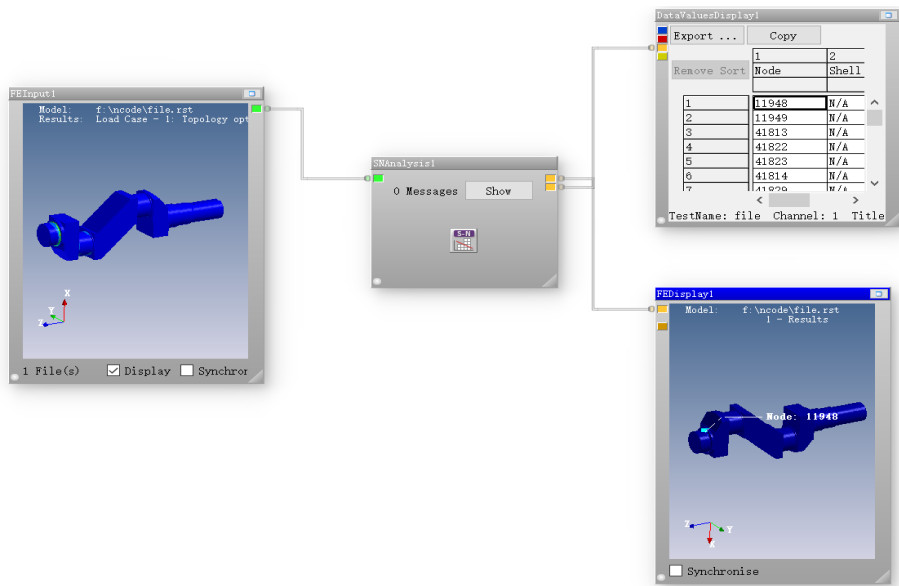 FEInput1
Model: f:\ncode\file.rst
Results: Load Case - 1: Topology opt
X
Y
Z
1 File(s) Display Synchror
SNAnalysis1
0 Messages Show
S-N
DataValuesDisplay1
Export ... Copy
1 2
Remove Sort Node Shell
1 11948 N/A
2 11949 N/A
3 41813 N/A
4 41822 N/A
5 41823 N/A
6 41814 N/A
7 41829 N/A
TestName: file Channel: 1 Title
FEDisplay1
Model: f:\ncode\file.rst
1 - Results
Node: 11948
Z
Y
X
Synchronise